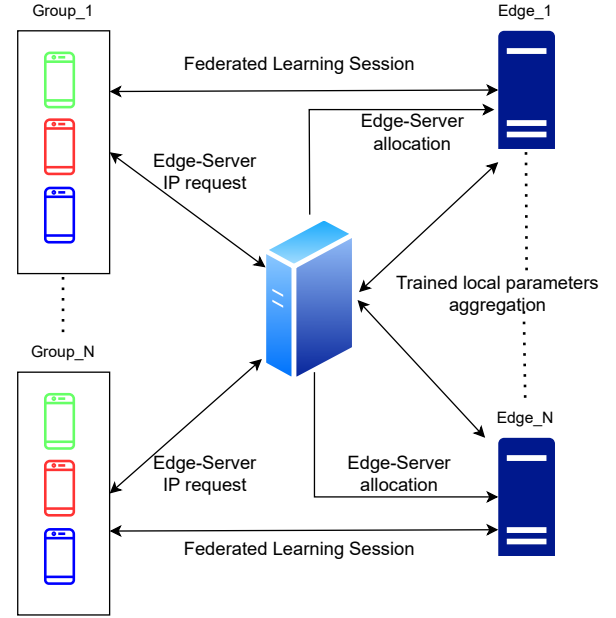 Group_1
Edge_1
Federated Learning Session
Edge-Server
allocation
Edge-Server
IP request
Trained local parameters
aggregation
Group_N
Edge_N
Edge-Server
IP request
Edge-Server
allocation
Federated Learning Session